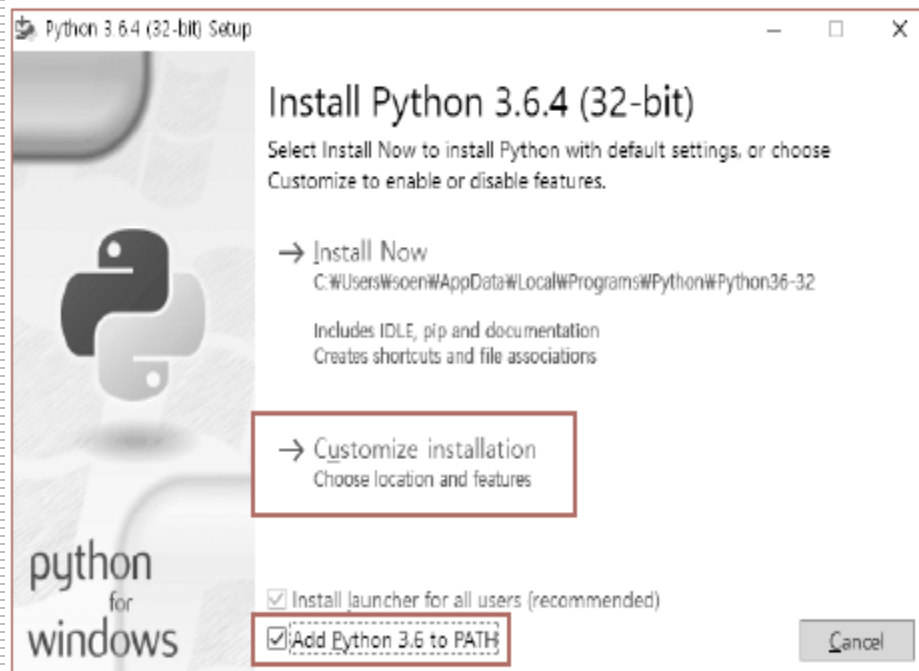 Python 3.6.4 (32-bit) Setup
Install Python 3.6.4 (32-bit)
Select Install Now to install Python with default settings, or choose
Customize to enable or disable features.
→ Install Now
C:₩Users₩soen₩AppData₩Local₩Programs₩Python₩Python36-32
Includes IDLE, pip and documentation
Creates shortcuts and file associations
→ Customize installation
Choose location and features
python
for
windows
Install launcher for all users (recommended)
Add Python 3.6 to PATH
Cancel